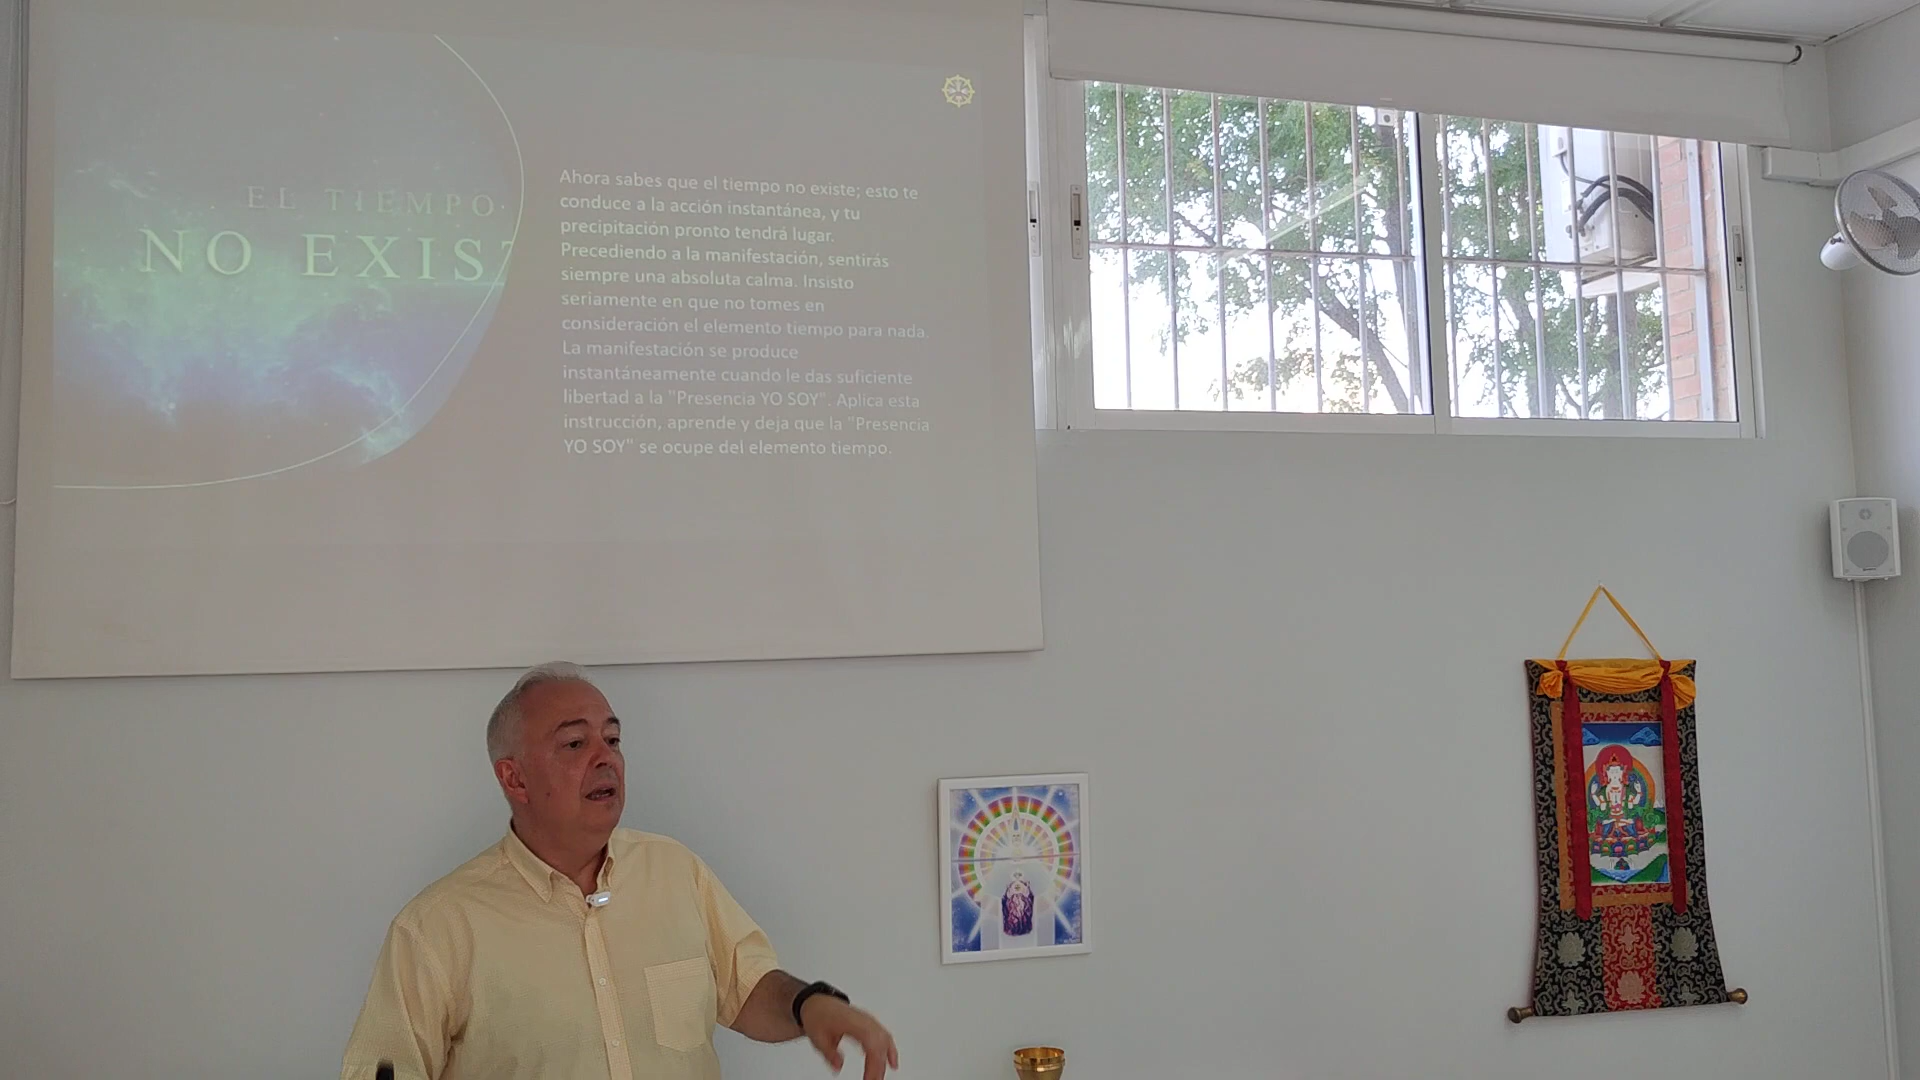 EL TIEMPO
NO EXIS
Ahora sabes que el tiempo no existe; esto te
conduce a la acción instantánea, y tu
precipitación pronto tendrá lugar.
Precediendo a la manifestación, sentirás
siempre una absoluta calma. Insisto
seriamente en que no tomes en
consideración el elemento tiempo para nada.
La manifestación se produce
instantáneamente cuando le das suficiente
libertad a la "Presencia YO SOY". Aplica esta
instrucción, aprende y deja que la "Presencia
YO SOY" se ocupe del elemento tiempo.